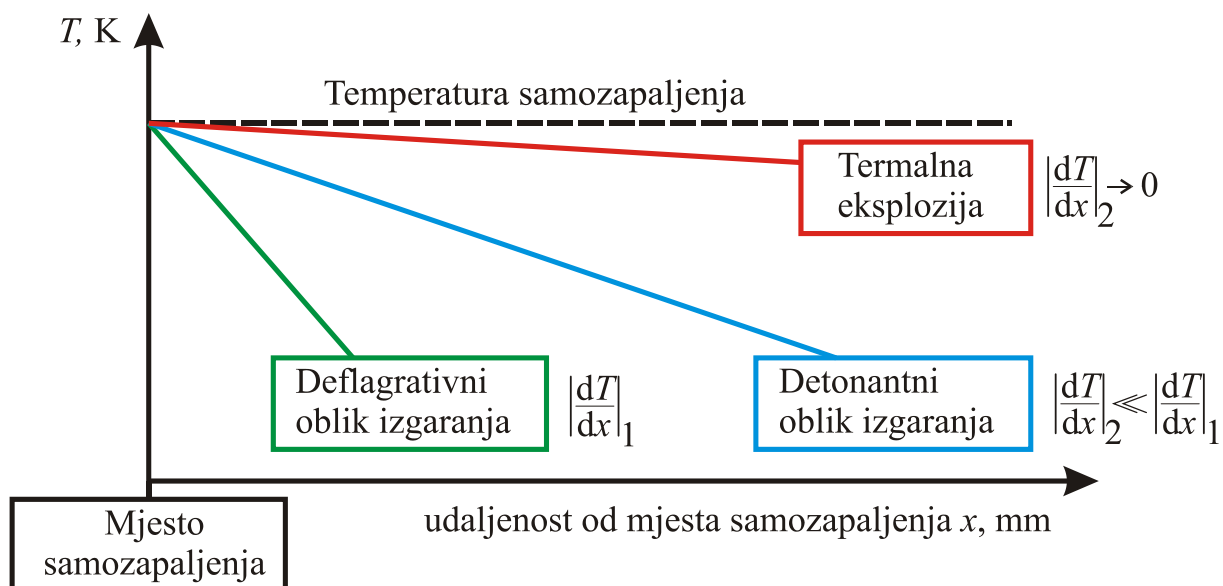 T, K
Temperatura samozapaljenja
Termalna
eksplozija
|dT/dx|₂ → 0
Deflagrativni
oblik izgaranja
|dT/dx|₁
Detonantni
oblik izgaranja
|dT/dx|₂ ≪ |dT/dx|₁
Mjesto
samozapaljenja
udaljenost od mjesta samozapaljenja x, mm